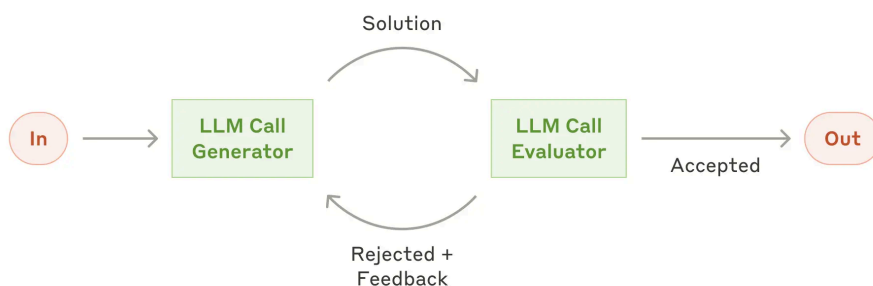 Solution
In
LLM Call
Generator
LLM Call
Evaluator
Out
Accepted
Rejected +
Feedback